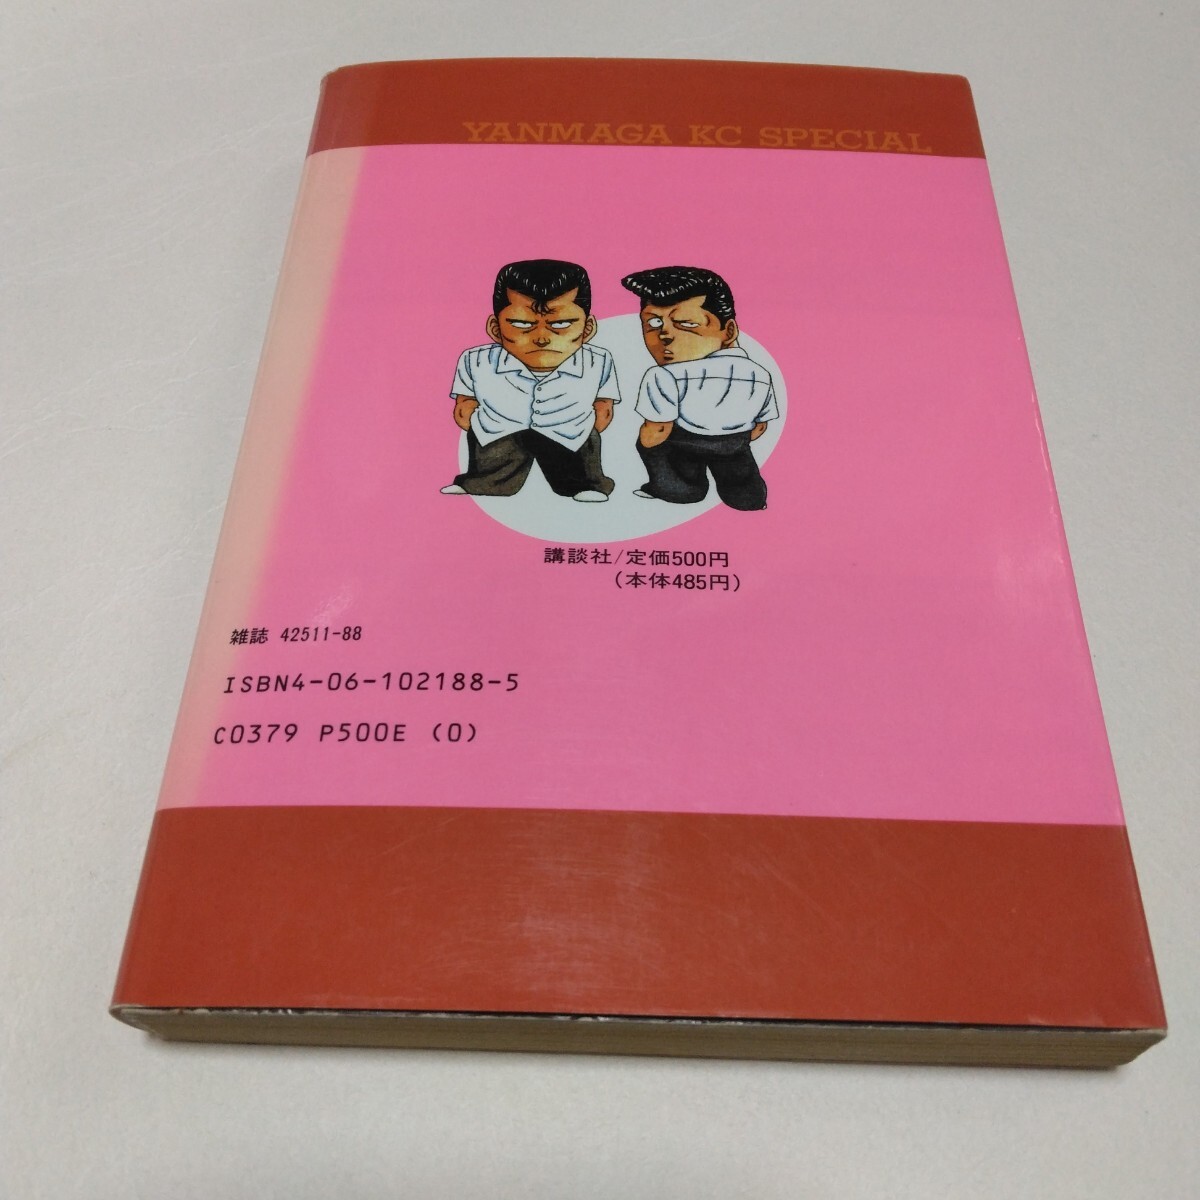 YANMAGA KC SPECIAL
講談社/定価500円
(本体485円)
雑誌 42511-88
ISBN4-06-102188-5
C0379 P500E (0)